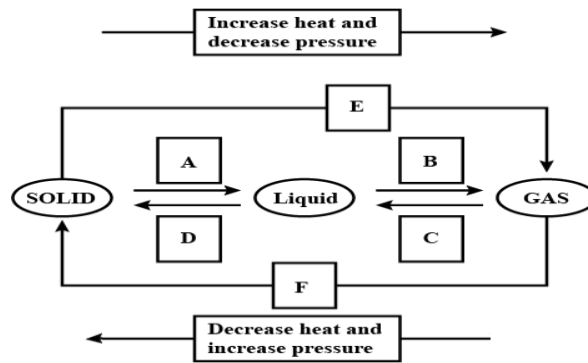 Increase heat and
decrease pressure
E
A
B
SOLID
Liquid
GAS
D
C
F
Decrease heat and
increase pressure